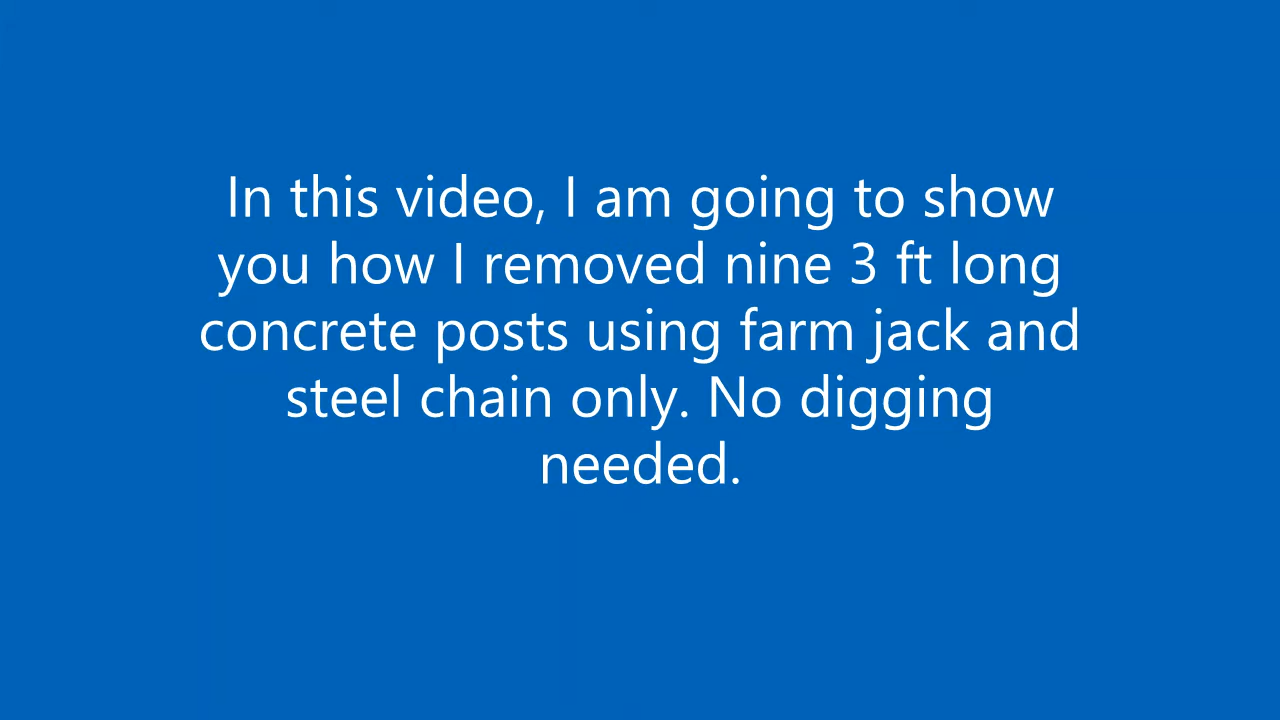 In this video, I am going to show
you how I removed nine 3 ft long
concrete posts using farm jack and
steel chain only. No digging
needed.